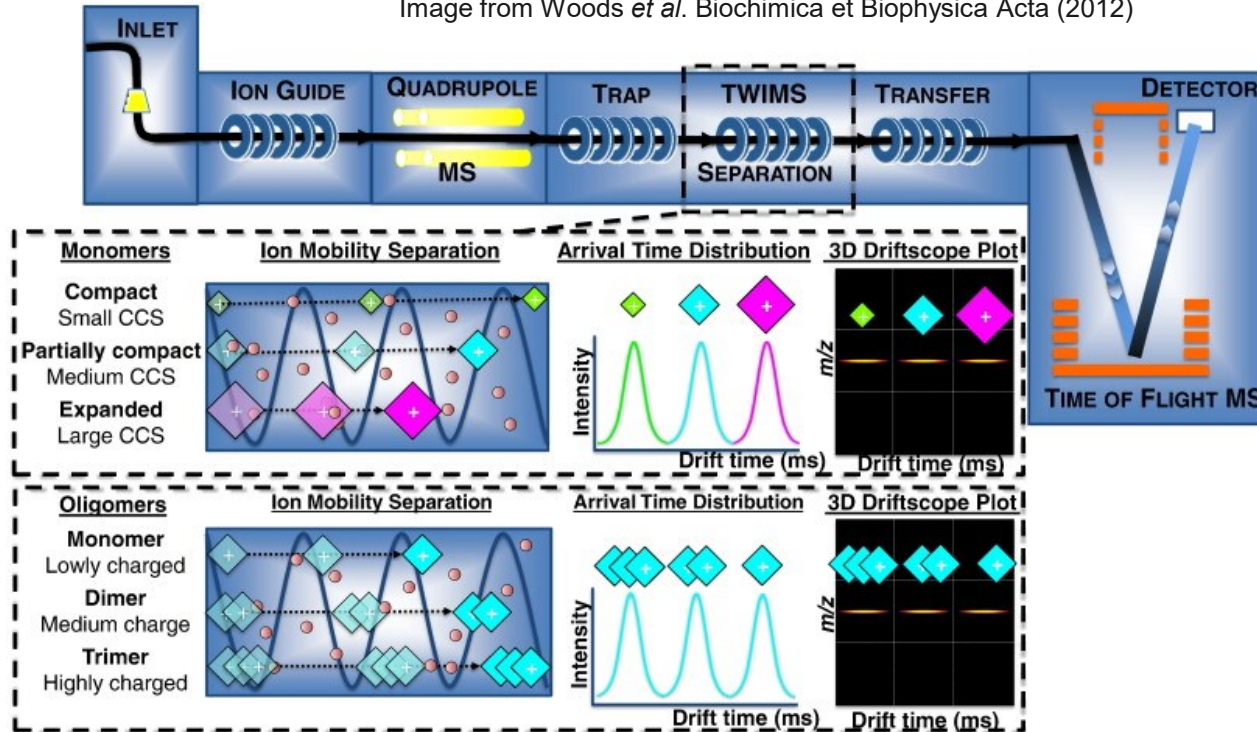 Image from Woods et al. Biochimica et Biophysica Acta (2012)
INLET
ION GUIDE
QUADRUPOLE
MS
TRAP
TWIMS
SEPARATION
TRANSFER
DETECTOR
TIME OF FLIGHT MS
Monomers
Ion Mobility Separation
Arrival Time Distribution
3D Driftscope Plot
Compact
Small CCS
Partially compact
Medium CCS
Expanded
Large CCS
Intensity
Drift time (ms)
m/z
Drift time (ms)
Oligomers
Ion Mobility Separation
Arrival Time Distribution
3D Driftscope Plot
Monomer
Lowly charged
Dimer
Medium charge
Trimer
Highly charged
Intensity
Drift time (ms)
m/z
Drift time (ms)